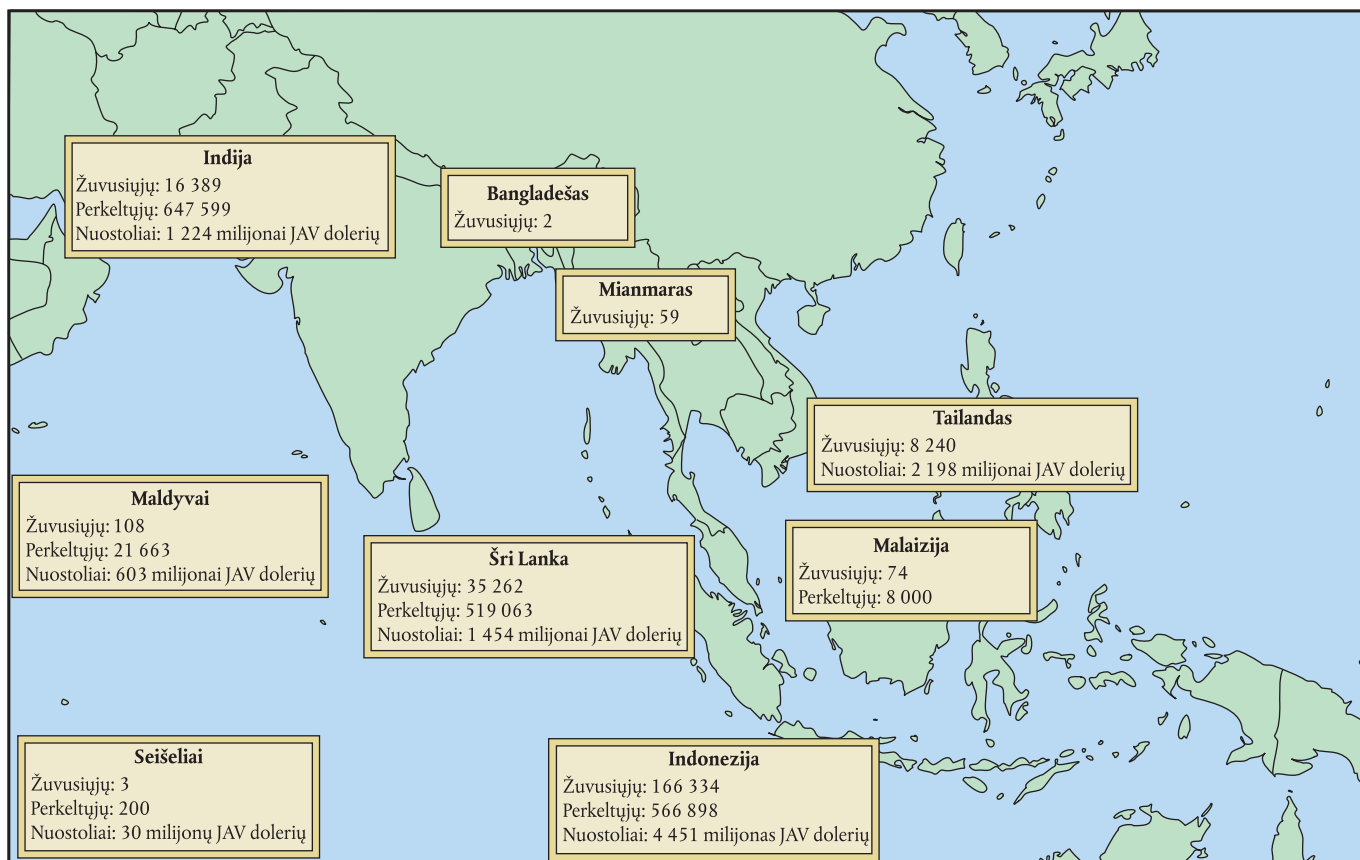 Indija
Žuvusiųjų: 16 389
Perkeltųjų: 647 599
Nuostoliai: 1 224 milijonai JAV dolerių
Bangladešas
Žuvusiųjų: 2
Mianmaras
Žuvusiųjų: 59
Tailandas
Žuvusiųjų: 8 240
Nuostoliai: 2 198 milijonai JAV dolerių
Maldyvai
Žuvusiųjų: 108
Perkeltųjų: 21 663
Nuostoliai: 603 milijonai JAV dolerių
Šri Lanka
Žuvusiųjų: 35 262
Perkeltųjų: 519 063
Nuostoliai: 1 454 milijonai JAV dolerių
Malaizija
Žuvusiųjų: 74
Perkeltųjų: 8 000
Seišeliai
Žuvusiųjų: 3
Perkeltųjų: 200
Nuostoliai: 30 milijonų JAV dolerių
Indonezija
Žuvusiųjų: 166 334
Perkeltųjų: 566 898
Nuostoliai: 4 451 milijonas JAV dolerių